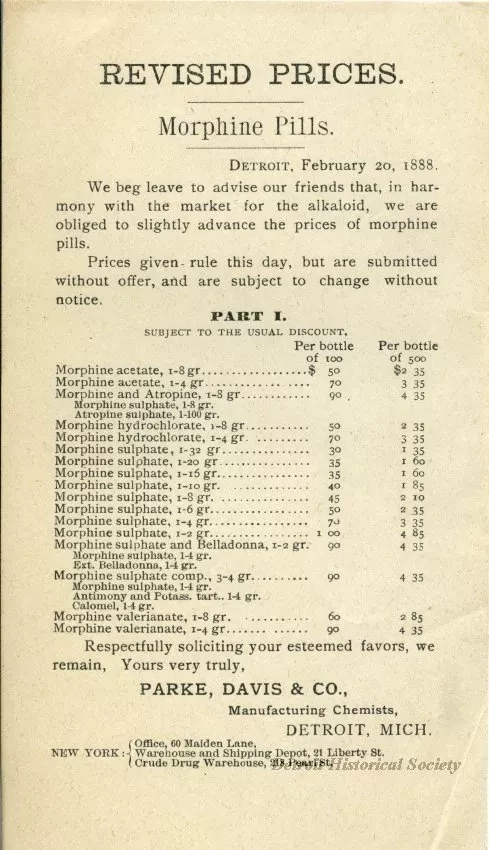 REVISED PRICES.
Morphine Pills.
DETROIT, February 20, 1888.
We beg leave to advise our friends that, in har-
mony with the market for the alkaloid, we are
obliged to slightly advance the prices of morphine
pills.
Prices given rule this day, but are submitted
without offer, and are subject to change without
notice.
PART I.
SUBJECT TO THE USUAL DISCOUNT.
Per bottle Per bottle
of 100 of 500
Morphine acetate, 1-8 gr.................$ 50 $2 35
Morphine acetate, 1-4 gr................. 70 3 35
Morphine and Atropine, 1-8 gr........... 90 4 35
Morphine sulphate, 1-8 gr.
Atropine sulphate, 1-100 gr.
Morphine hydrochlorate, 1-8 gr........... 50 2 35
Morphine hydrochlorate, 1-4 gr. ......... 70 3 35
Morphine sulphate, 1-32 gr............... 30 1 35
Morphine sulphate, 1-20 gr............... 35 1 60
Morphine sulphate, 1-16 gr............... 35 1 60
Morphine sulphate, 1-10 gr. ............. 40 1 85
Morphine sulphate, 1-8 gr. .............. 45 2 10
Morphine sulphate, 1-6 gr................ 50 2 35
Morphine sulphate, 1-4 gr................ 70 3 35
Morphine sulphate, 1-2 gr................ 1 00 4 85
Morphine sulphate and Belladonna, 1-2 gr. 90 4 35
Morphine sulphate, 1-4 gr.
Ext. Belladonna, 1-4 gr.
Morphine sulphate comp., 3-4 gr.......... 90 4 35
Morphine sulphate, 1-4 gr.
Antimony and Potass. tart.. 1-4 gr.
Calomel, 1-4 gr.
Morphine valerianate, 1-8 gr. ........... 60 2 85
Morphine valerianate, 1-4 gr............. 90 4 35
Respectfully soliciting your esteemed favors, we
remain, Yours very truly,
PARKE, DAVIS & CO.,
Manufacturing Chemists,
DETROIT, MICH.
NEW YORK: Office, 60 Maiden Lane,
Warehouse and Shipping Depot, 21 Liberty St.
Crude Drug Warehouse, Pearl St.
Detroit Historical Society